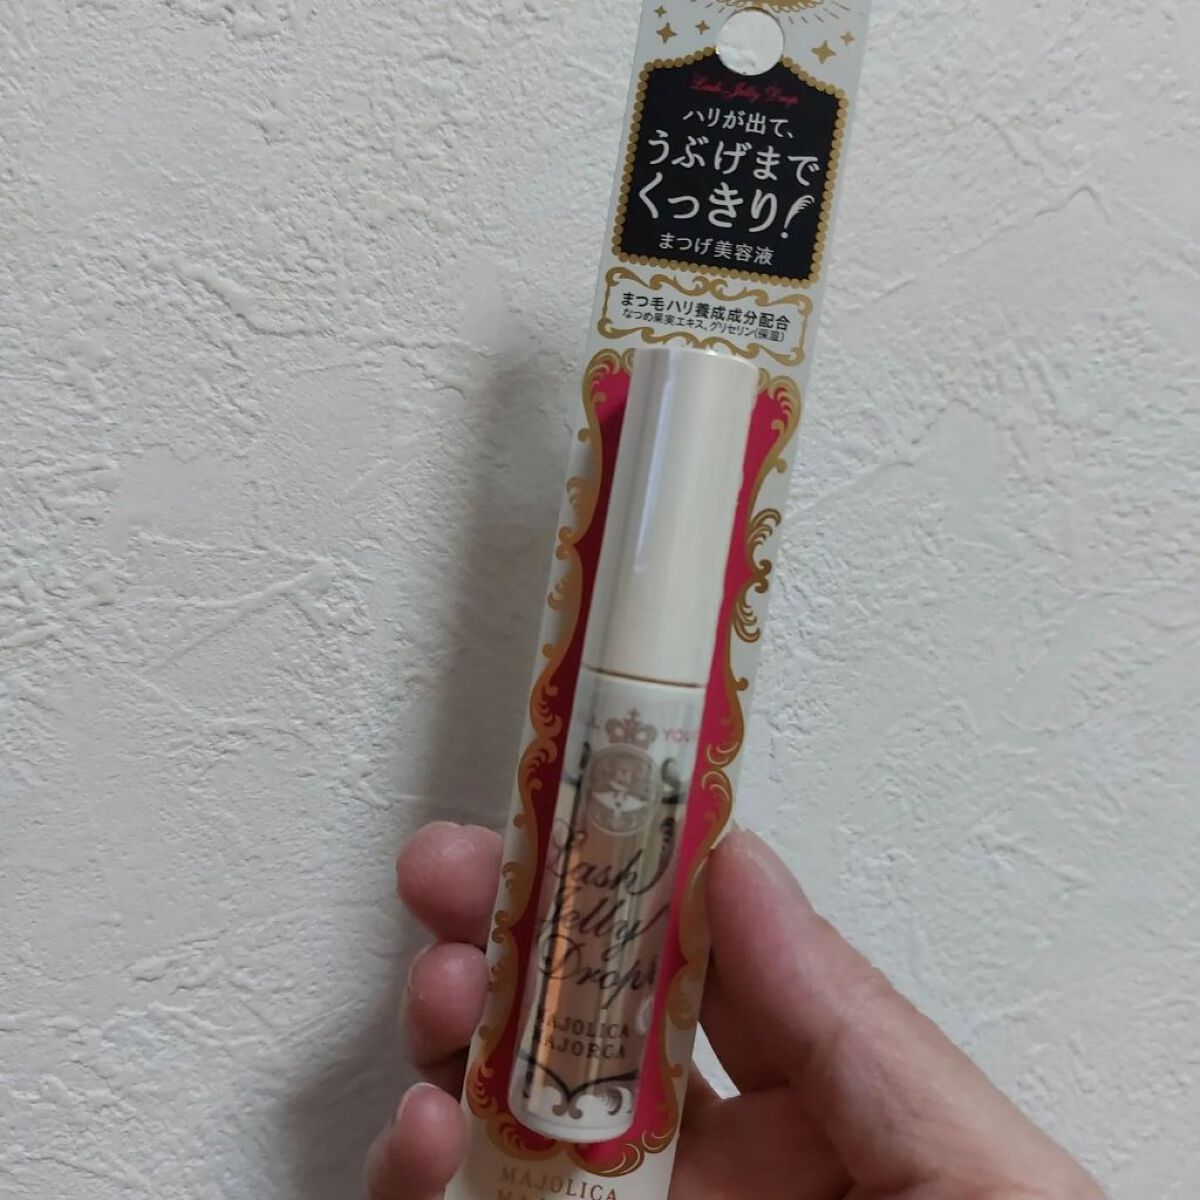 Lash Jelly Drop
ハリが出て、
うぶげまで
くっきり!
まつげ美容液
まつ毛ハリ養成成分配合
なつめ果実エキス、グリセリン(保湿)
YOU
Lash
Jelly
Drop
MAJOLICA
MAJORCA
MAJOLICA